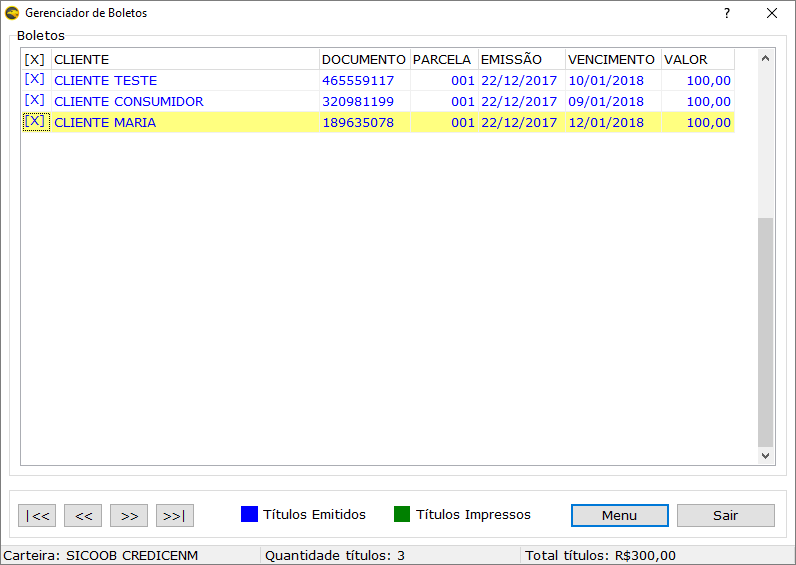 Gerenciador de Boletos ?
Boletos
[X] CLIENTE DOCUMENTO PARCELA EMISSÃO VENCIMENTO VALOR
[X] CLIENTE TESTE 465559117 001 22/12/2017 10/01/2018 100,00
[X] CLIENTE CONSUMIDOR 320981199 001 22/12/2017 09/01/2018 100,00
[X] CLIENTE MARIA 189635078 001 22/12/2017 12/01/2018 100,00
|<< << >> >>| Títulos Emitidos Títulos Impressos Menu Sair
Carteira: SICOOB CREDICENM Quantidade títulos: 3 Total títulos: R$300,00